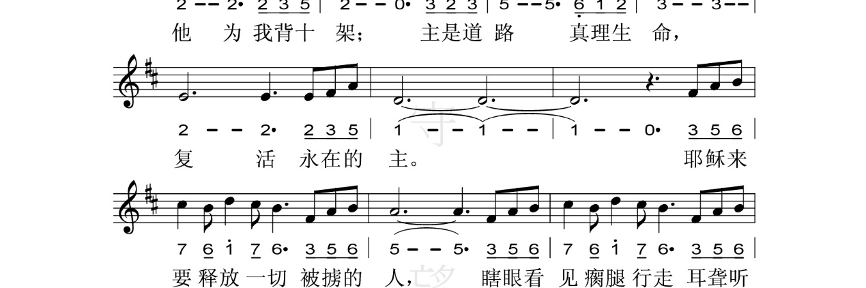 2 - - 2· 2 3 5 | 2 - - 0· 3 2 3 | 5 - - 5· 6 1 2 | 3 - - 3 - -
他 为 我背十 架; 主是道 路 真理生 命,
2 - - 2· 2 3 5 | 1 - - 1 - - | 1 - - 0· 3 5 6
复 活 永在的 主。 耶稣来
7 6 1 7 6· 3 5 6 | 5 - - 5· 3 5 6 | 7 6 1 7 6· 3 5 6
要 释放 一切 被掳的 人, 瞎眼看 见 瘸腿 行走 耳聋听